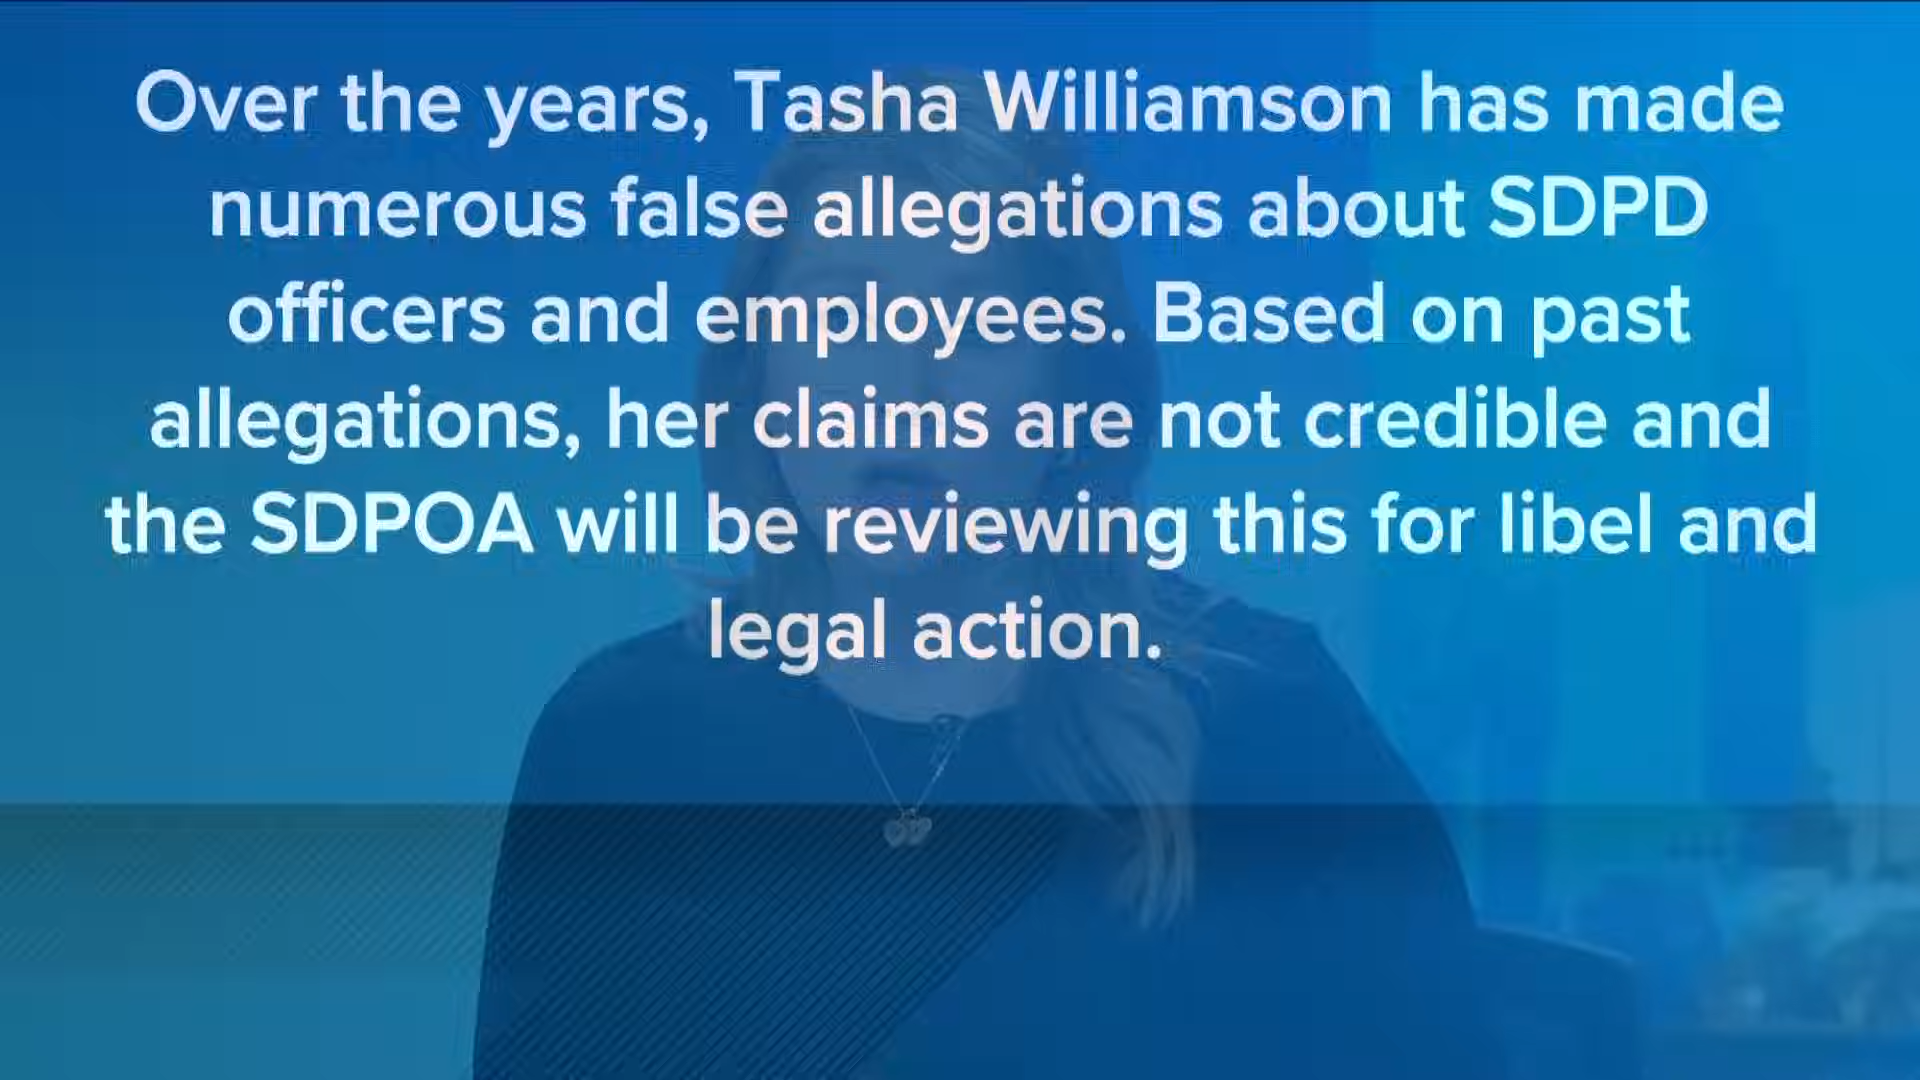 Over the years, Tasha Williamson has made
numerous false allegations about SDPD
officers and employees. Based on past
allegations, her claims are not credible and
the SDPOA will be reviewing this for libel and
legal action.